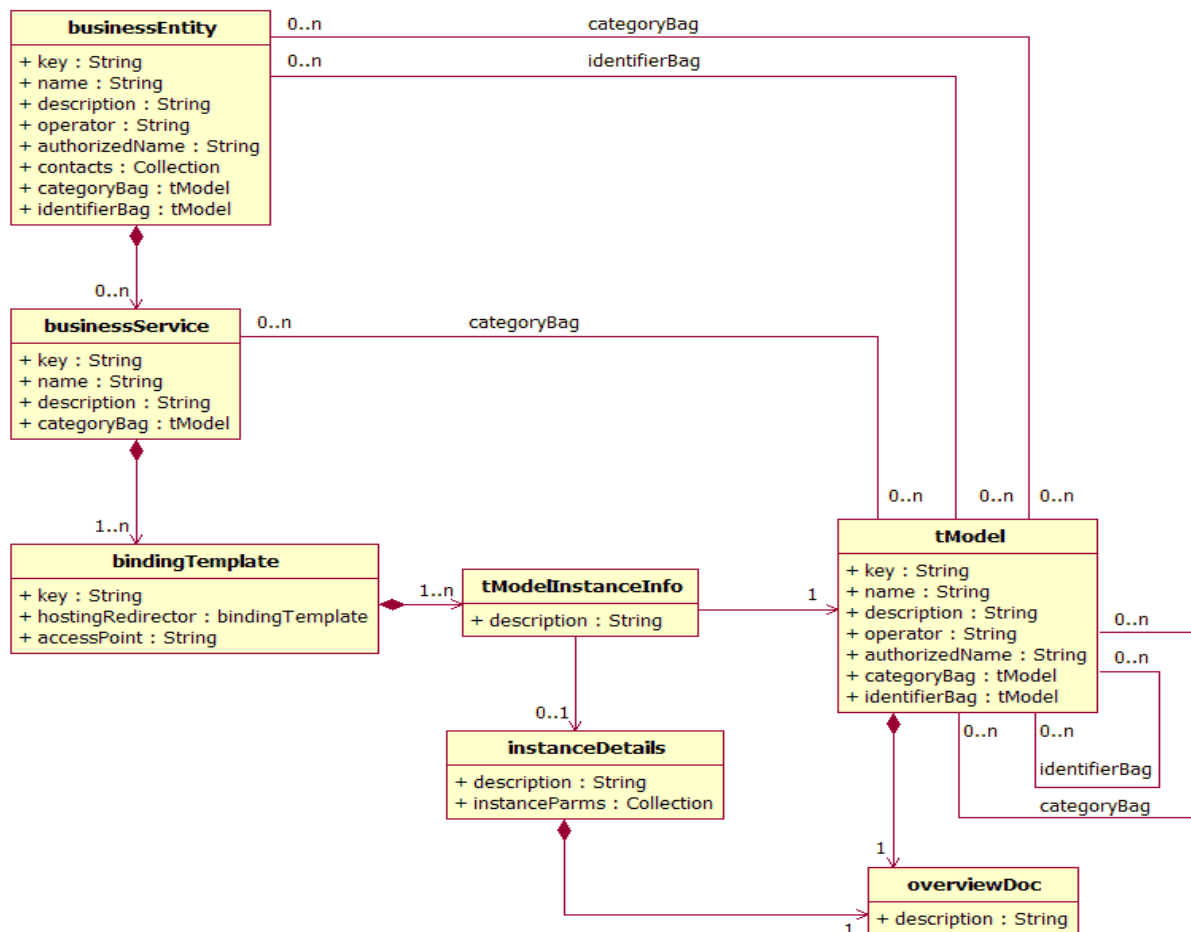 businessEntity
+ key : String
+ name : String
+ description : String
+ operator : String
+ authorizedName : String
+ contacts : Collection
+ categoryBag : tModel
+ identifierBag : tModel
0..n
categoryBag
0..n
identifierBag
0..n
businessService
+ key : String
+ name : String
+ description : String
+ categoryBag : tModel
0..n
categoryBag
0..n
0..n
0..n
1..n
bindingTemplate
+ key : String
+ hostingRedirector : bindingTemplate
+ accessPoint : String
1..n
tModelInstanceInfo
+ description : String
1
tModel
+ key : String
+ name : String
+ description : String
+ operator : String
+ authorizedName : String
+ categoryBag : tModel
+ identifierBag : tModel
0..n
0..n
0..n
0..n
identifierBag
categoryBag
0..1
instanceDetails
+ description : String
+ instanceParms : Collection
1
1
overviewDoc
+ description : String